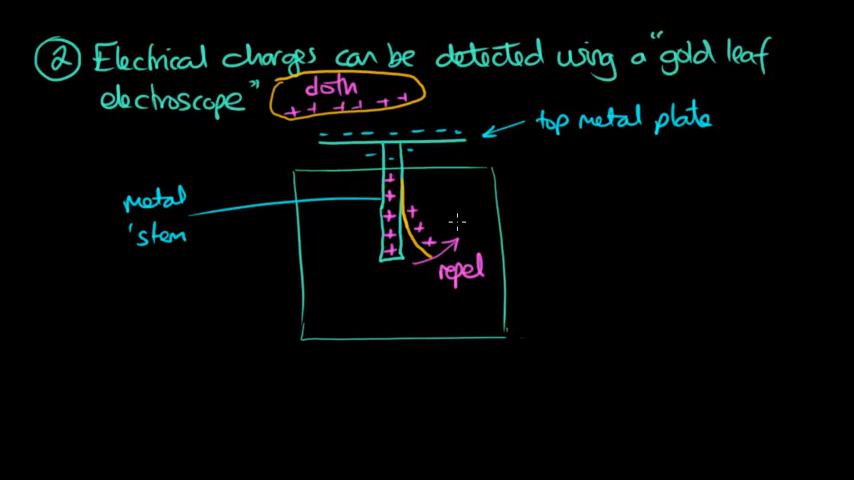 ② Electrical charges can be detected using a "gold leaf
electroscope"
cloth
+ + + + + +
- - - - - - -
top metal plate
- - -
metal
'stem
+ + + + +
+ + +
repel